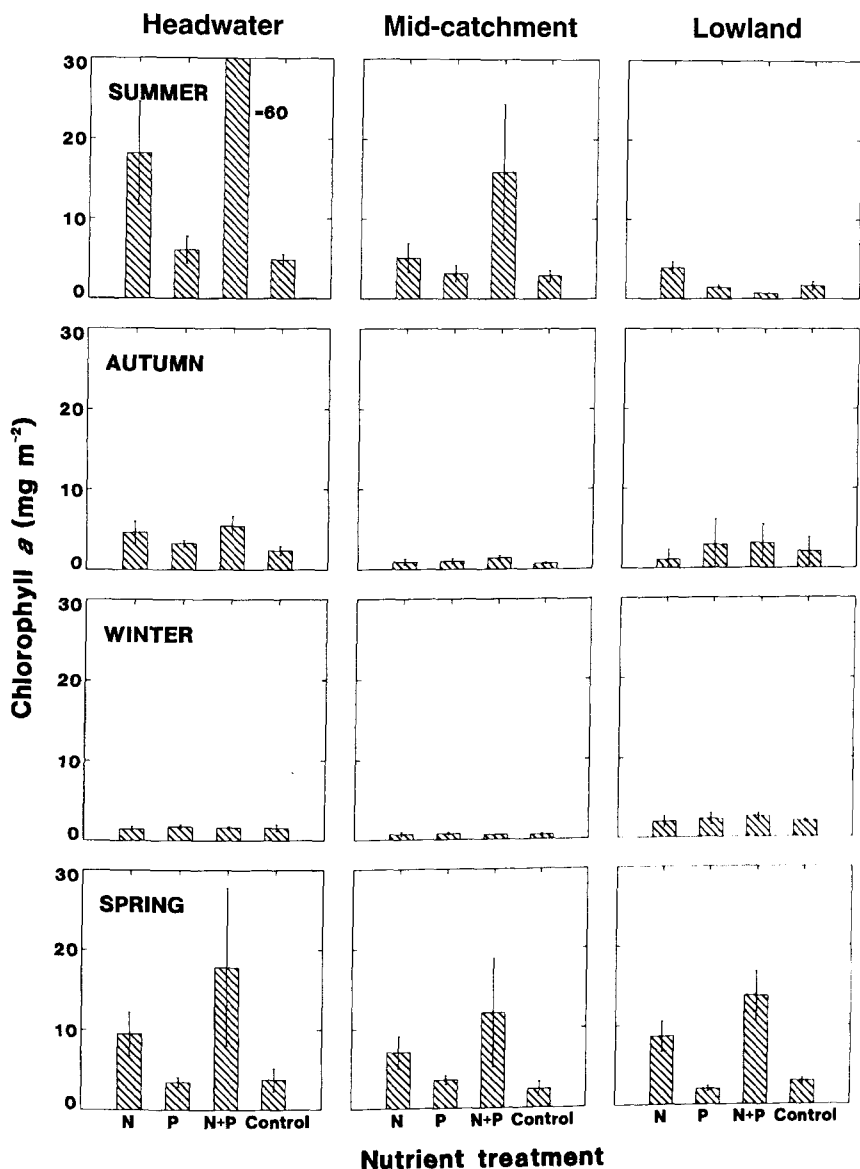 Headwater Mid-catchment Lowland
30
SUMMER
-60
20
10
0
30
AUTUMN
20
10
0
30
WINTER
20
10
0
30
SPRING
20
10
0
Chlorophyll a (mg m⁻²)
N P N+P Control N P N+P Control N P N+P Control
Nutrient treatment